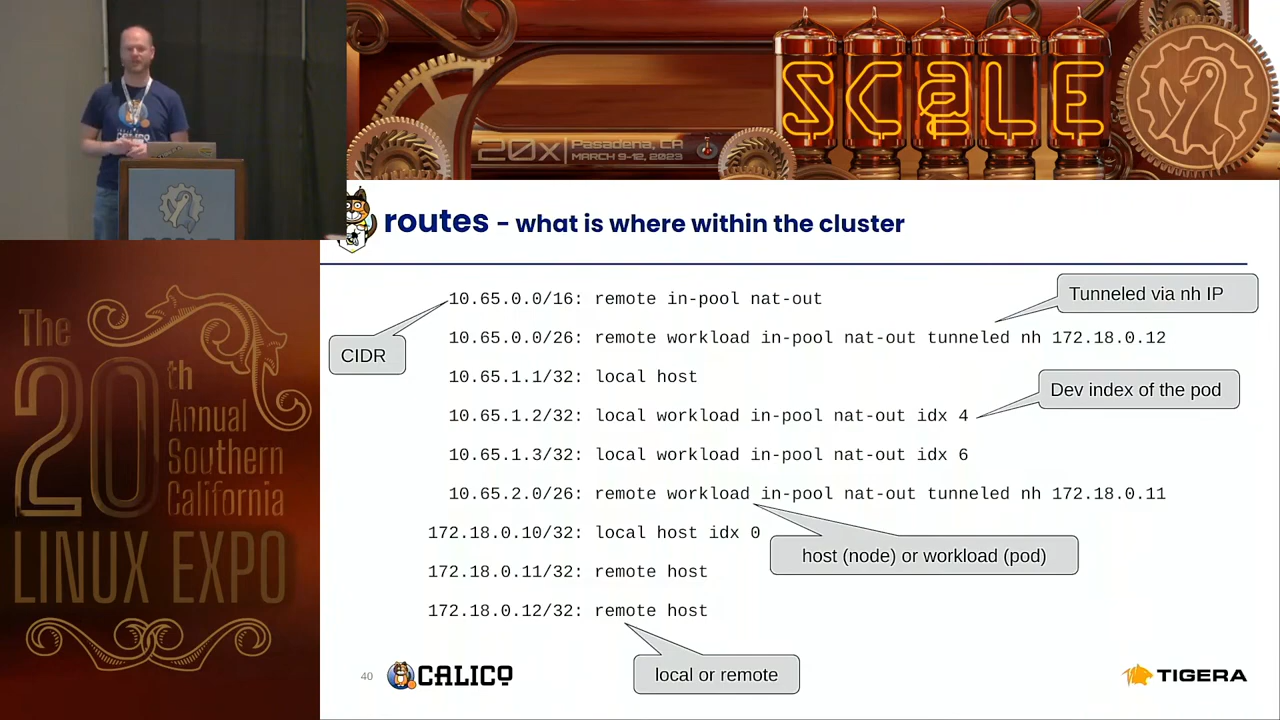 SCaLE
20x
Pasadena, CA
MARCH 9-12, 2023
CALICO
The
20th
Annual
Southern
California
LINUX EXPO
routes - what is where within the cluster
10.65.0.0/16: remote in-pool nat-out
Tunneled via nh IP
CIDR
10.65.0.0/26: remote workload in-pool nat-out tunneled nh 172.18.0.12
10.65.1.1/32: local host
Dev index of the pod
10.65.1.2/32: local workload in-pool nat-out idx 4
10.65.1.3/32: local workload in-pool nat-out idx 6
10.65.2.0/26: remote workload in-pool nat-out tunneled nh 172.18.0.11
172.18.0.10/32: local host idx 0
host (node) or workload (pod)
172.18.0.11/32: remote host
172.18.0.12/32: remote host
local or remote
40
CALICO
TIGERA